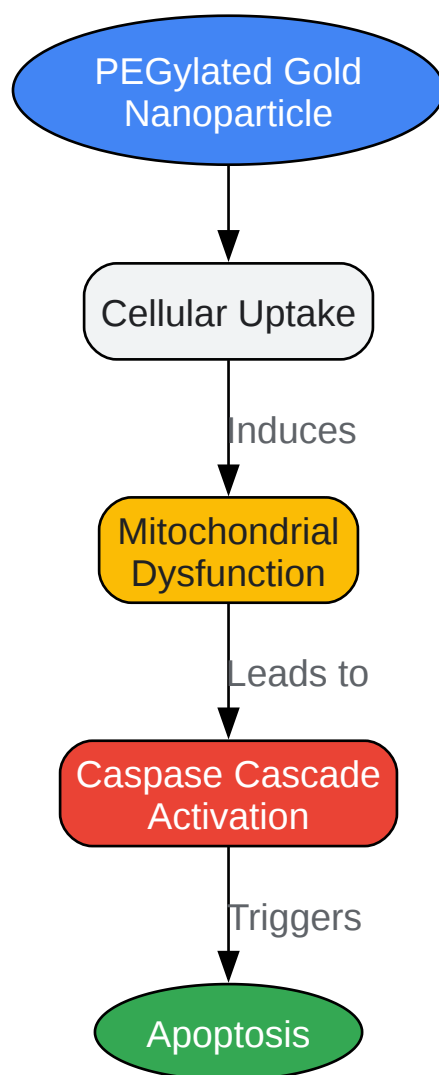 PEGylated Gold
Nanoparticle
Cellular Uptake
Induces
Mitochondrial
Dysfunction
Leads to
Caspase Cascade
Activation
Triggers
Apoptosis